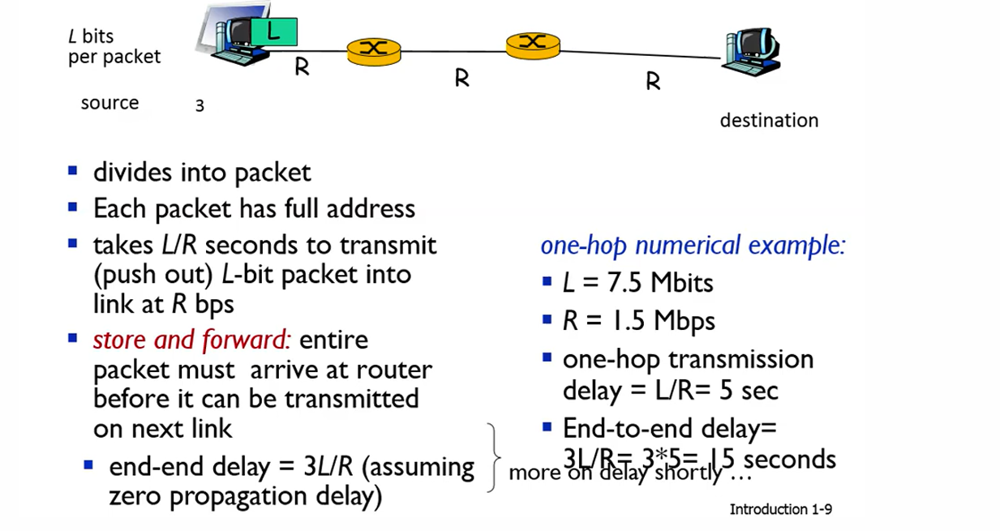 L bits
per packet
source
3
L
R
R
R
destination
divides into packet
Each packet has full address
takes L/R seconds to transmit
(push out) L-bit packet into
link at R bps
store and forward: entire
packet must arrive at router
before it can be transmitted
on next link
end-end delay = 3L/R (assuming
zero propagation delay)
more on delay shortly …
one-hop numerical example:
L = 7.5 Mbits
R = 1.5 Mbps
one-hop transmission
delay = L/R= 5 sec
End-to-end delay=
3L/R= 3*5= 15 seconds
Introduction 1-9